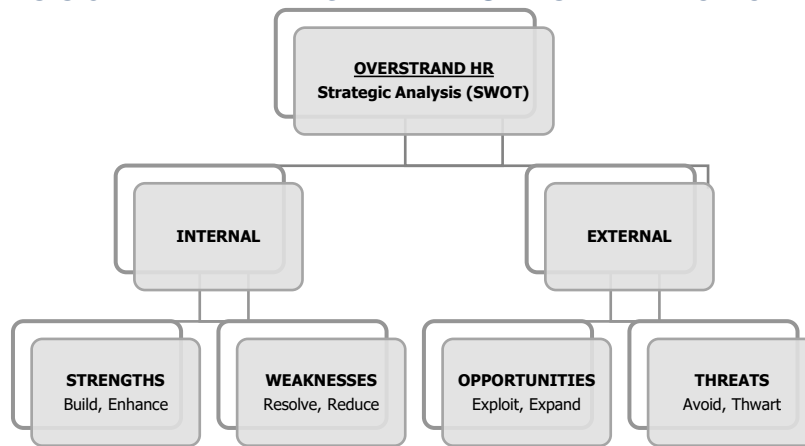 OVERSTRAND HR
Strategic Analysis (SWOT)
INTERNAL
EXTERNAL
STRENGTHS
Build, Enhance
WEAKNESSES
Resolve, Reduce
OPPORTUNITIES
Exploit, Expand
THREATS
Avoid, Thwart